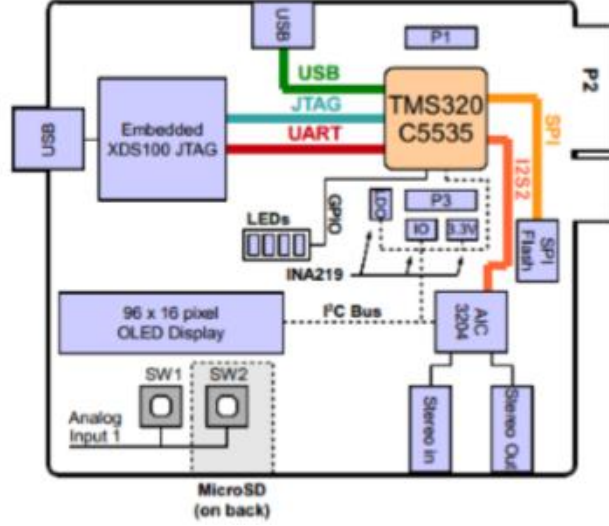 USB
P1
P2
USB
JTAG
UART
TMS320
C5535
SPI
I2S2
USB
Embedded
XDS100 JTAG
GPIO
LEDs
LDO
P3
IO
3.3V
SPI
Flash
INA219
96 x 16 pixel
OLED Display
I²C Bus
AIC
3204
SW1
SW2
Analog
Input 1
Stereo In
Stereo Out
MicroSD
(on back)